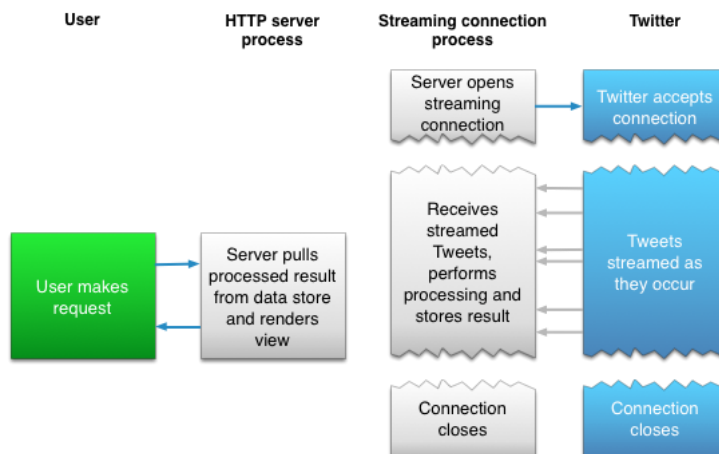 User
HTTP server
process
Streaming connection
process
Twitter
Server opens
streaming
connection
Twitter accepts
connection
User makes
request
Server pulls
processed result
from data store
and renders
view
Receives
streamed
Tweets,
performs
processing and
stores result
Tweets
streamed as
they occur
Connection
closes
Connection
closes